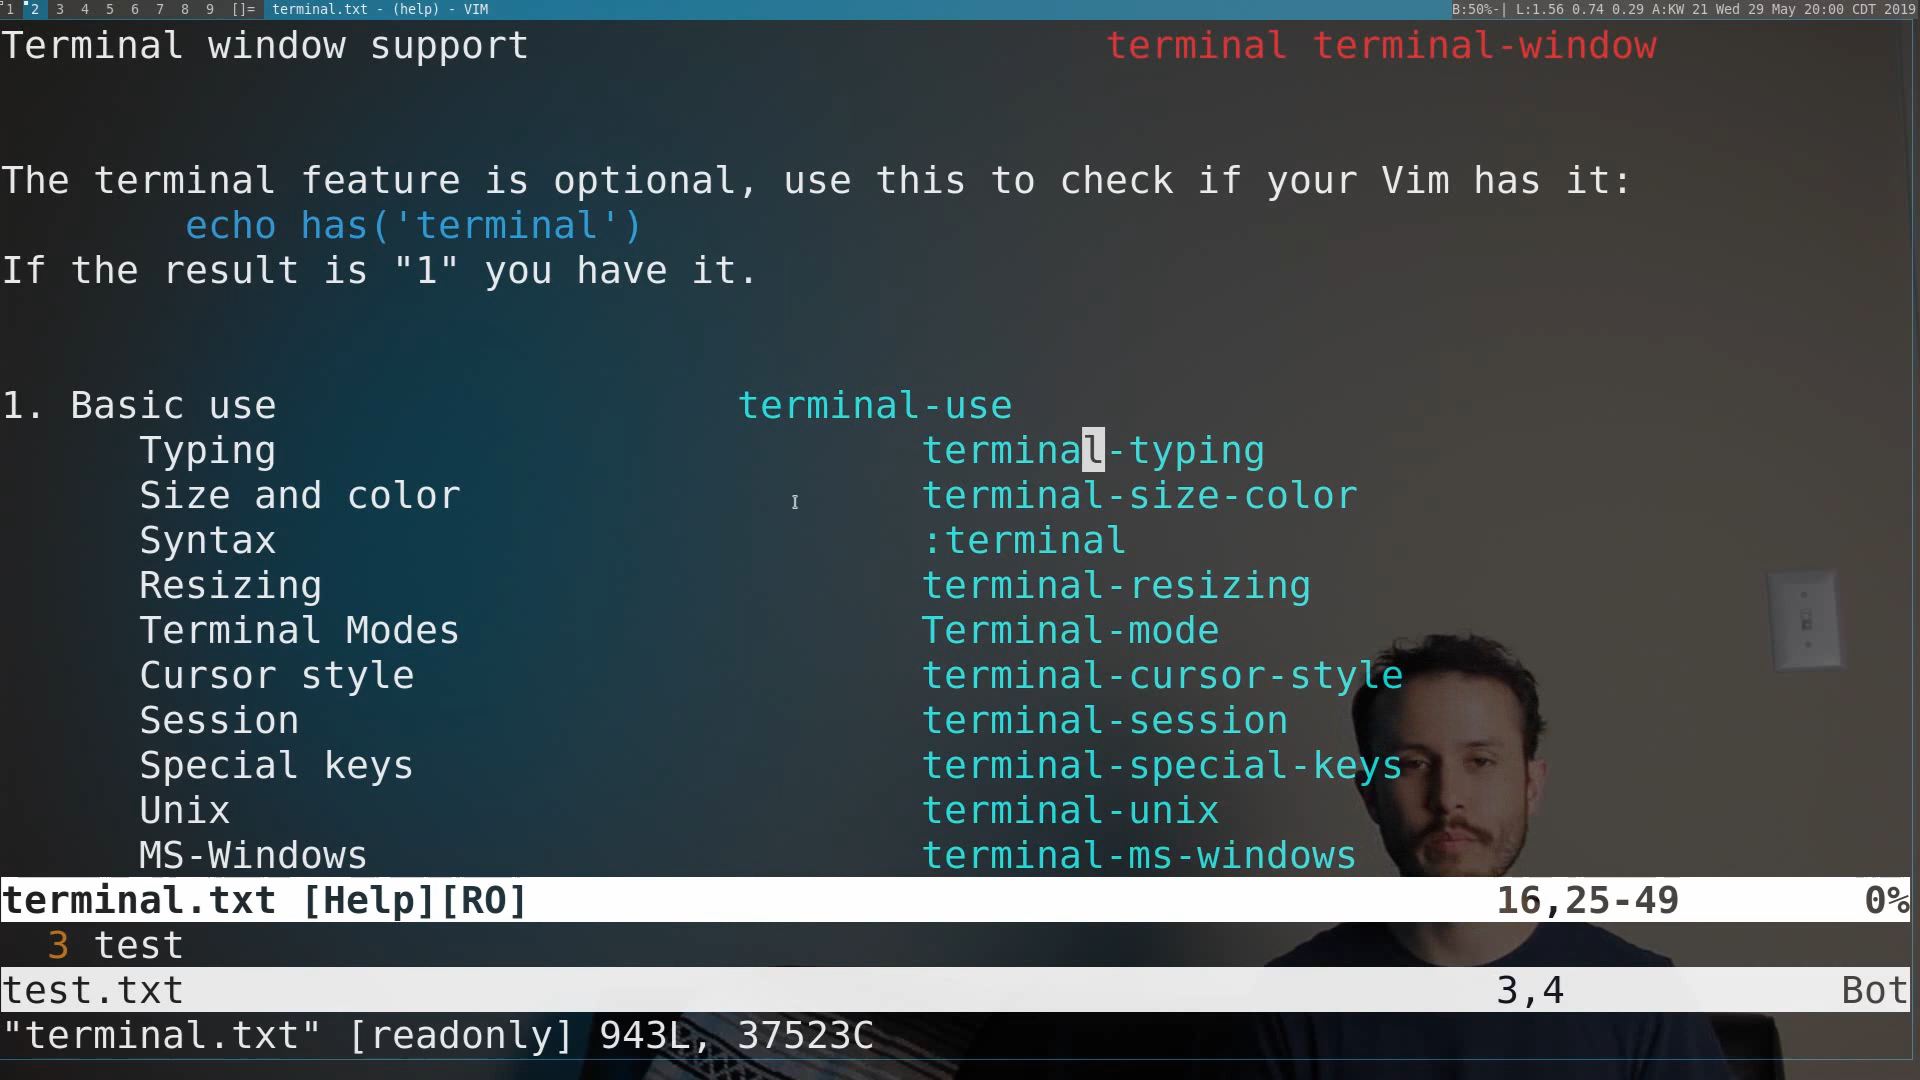 1 2 3 4 5 6 7 8 9 []= terminal.txt - (help) - VIM B:50%-| L:1.56 0.74 0.29 A:KW 21 Wed 29 May 20:00 CDT 2019
Terminal window support terminal terminal-window
The terminal feature is optional, use this to check if your Vim has it:
echo has('terminal')
If the result is "1" you have it.
1. Basic use terminal-use
Typing terminal-typing
Size and color terminal-size-color
Syntax :terminal
Resizing terminal-resizing
Terminal Modes Terminal-mode
Cursor style terminal-cursor-style
Session terminal-session
Special keys terminal-special-keys
Unix terminal-unix
MS-Windows terminal-ms-windows
terminal.txt [Help][RO] 16,25-49 0%
3 test
test.txt 3,4 Bot
"terminal.txt" [readonly] 943L, 37523C